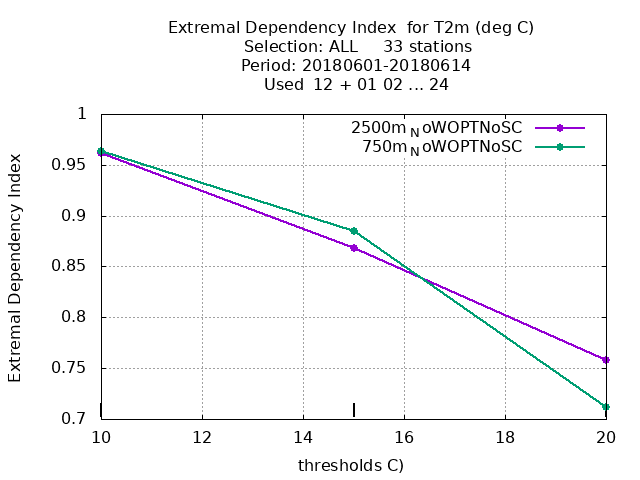 Extremal Dependency Index  for T2m (deg C)
Selection: ALL     33 stations
Period: 20180601-20180614
Used  12 + 01 02 ... 24
2500m_NoWOPTNoSC
750m_NoWOPTNoSC
Extremal Dependency Index
1
0.95
0.9
0.85
0.8
0.75
0.7
10 12 14 16 18 20
thresholds C)